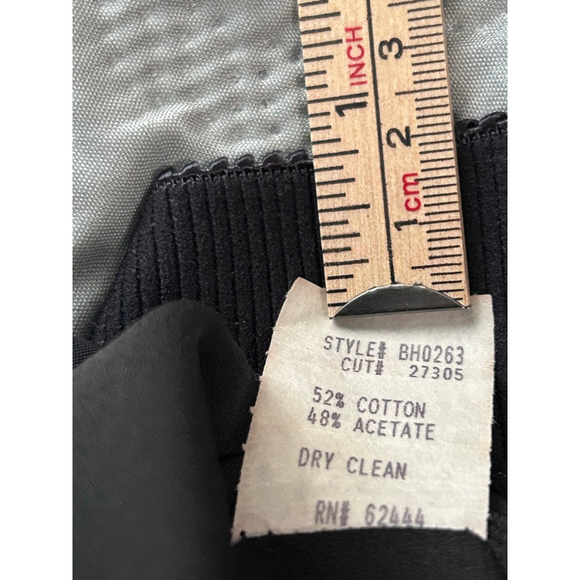 1 INCH
1 cm 2 3
STYLE# BH0263
CUT# 27305
52% COTTON
48% ACETATE
DRY CLEAN
RN# 62444